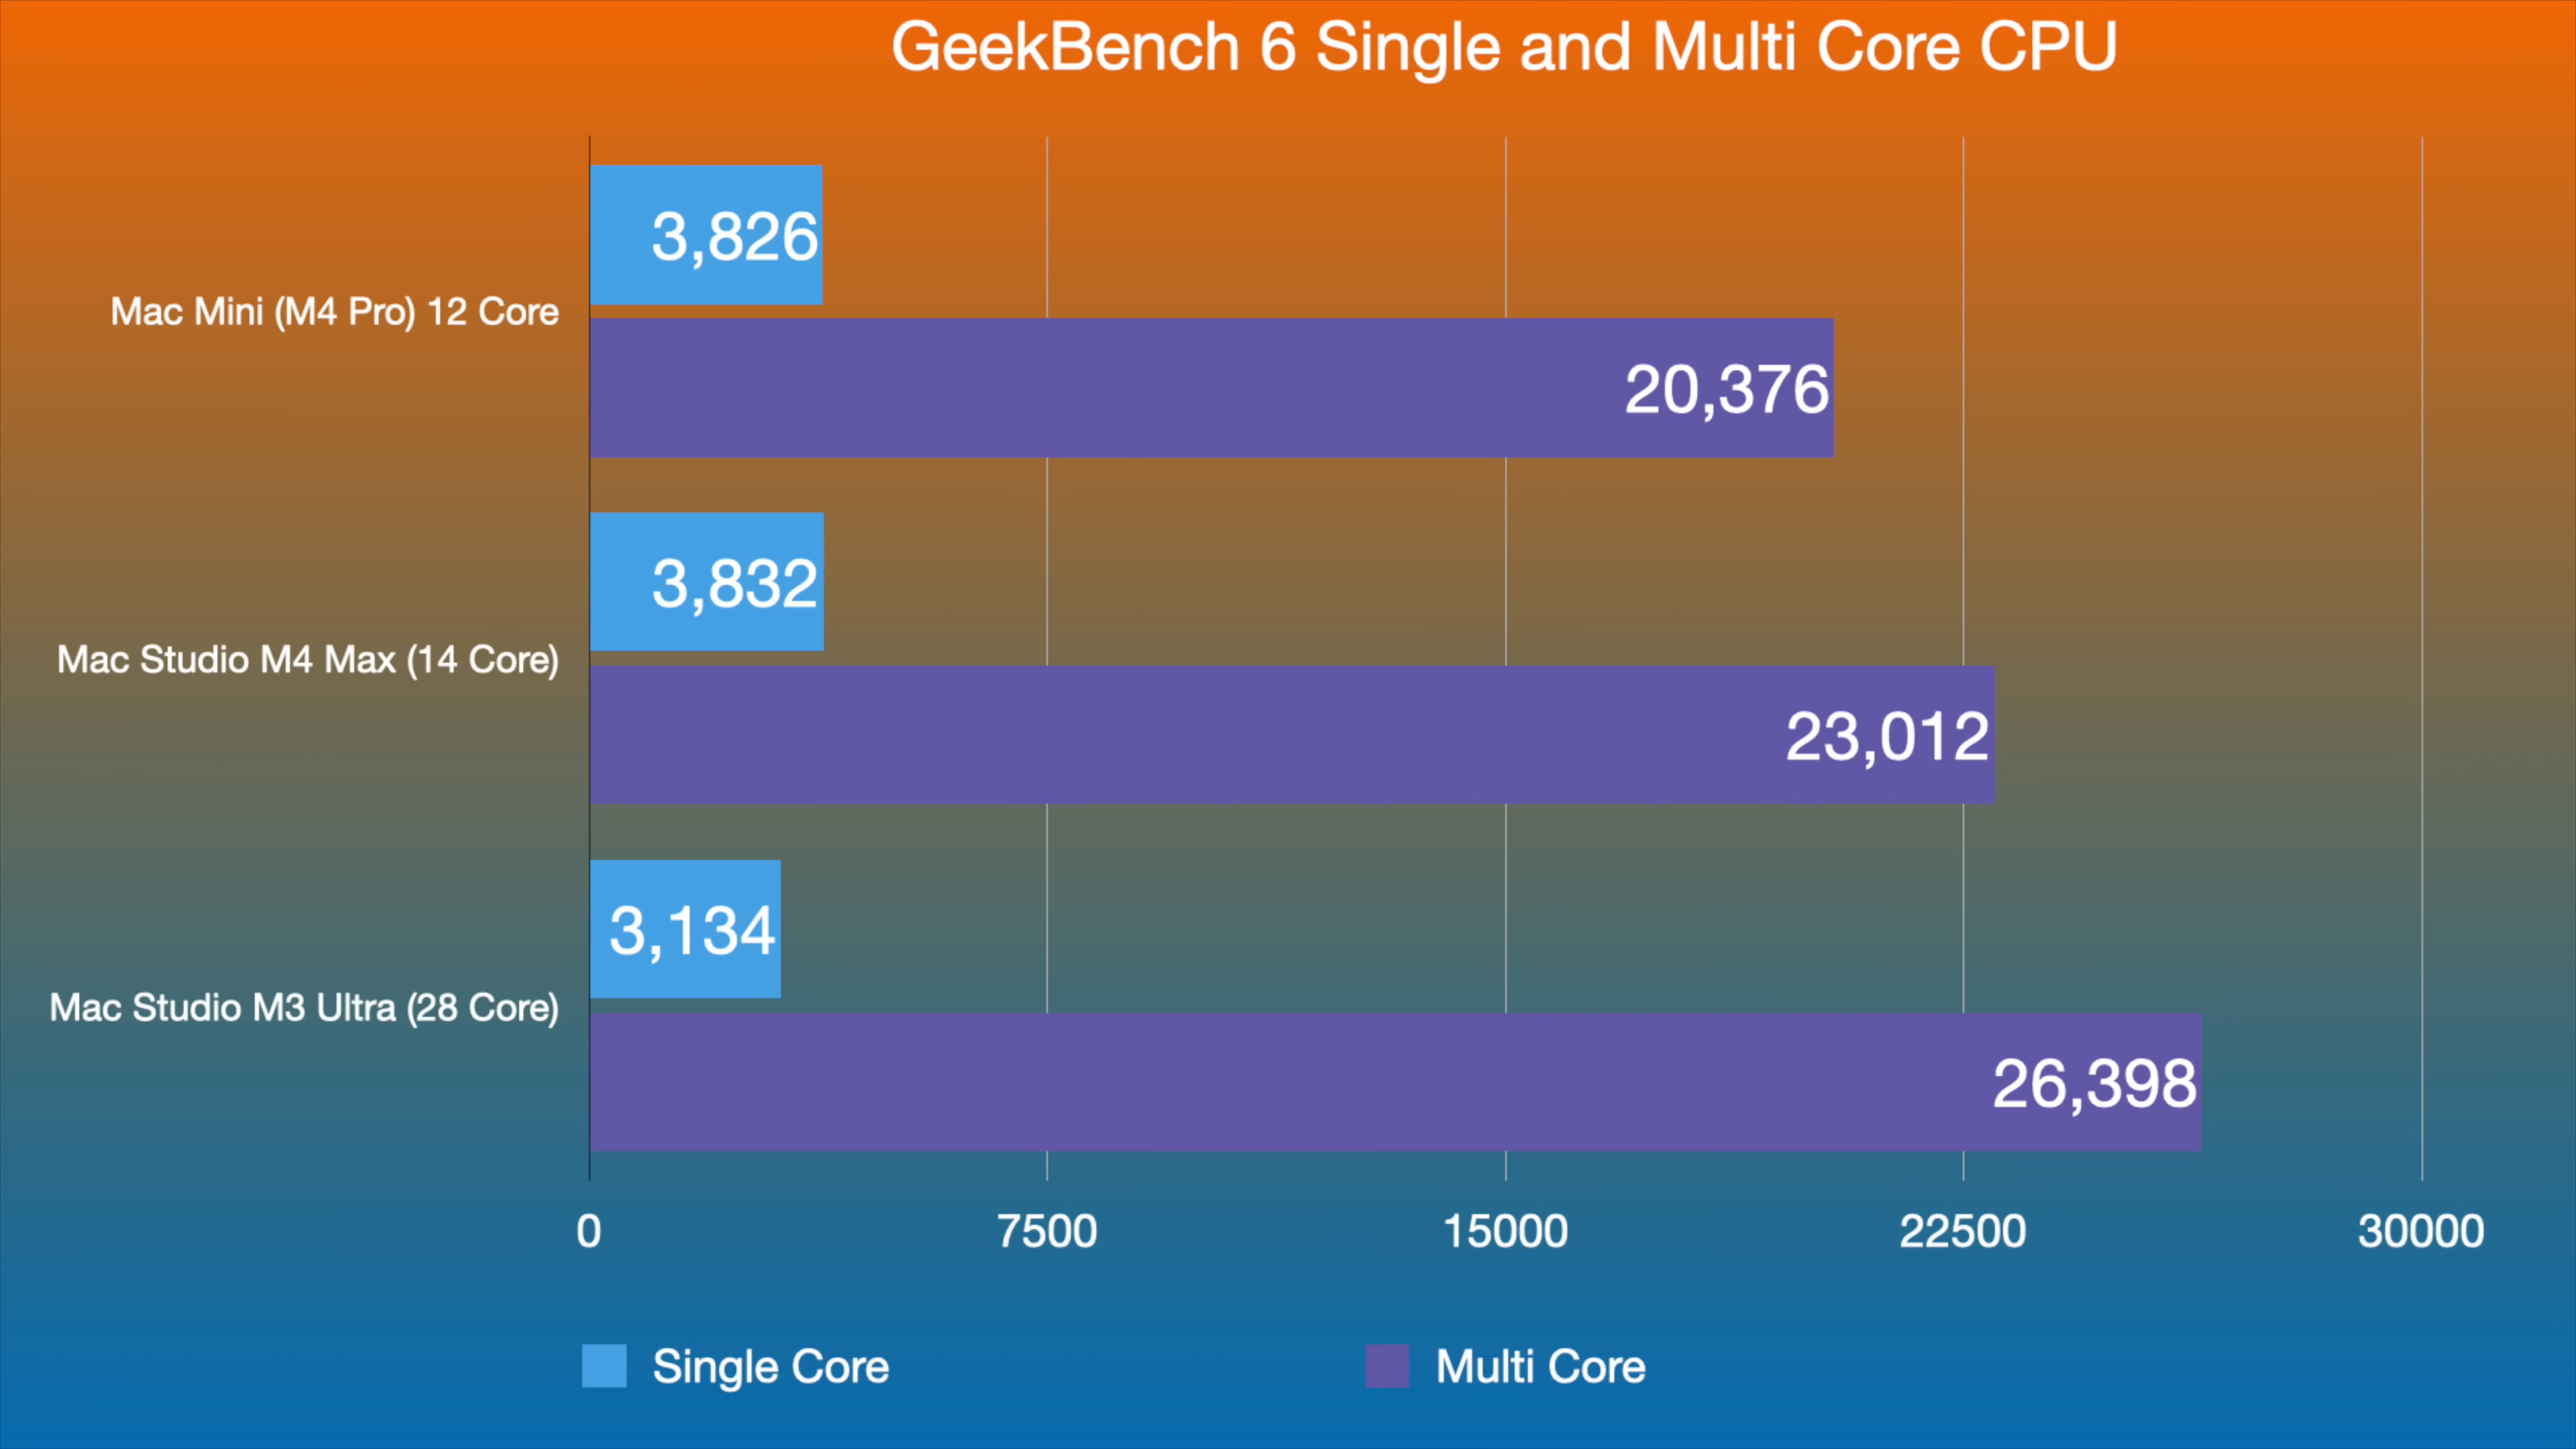 GeekBench 6 Single and Multi Core CPU
Mac Mini (M4 Pro) 12 Core
3,826
20,376
Mac Studio M4 Max (14 Core)
3,832
23,012
Mac Studio M3 Ultra (28 Core)
3,134
26,398
0 7500 15000 22500 30000
Single Core Multi Core